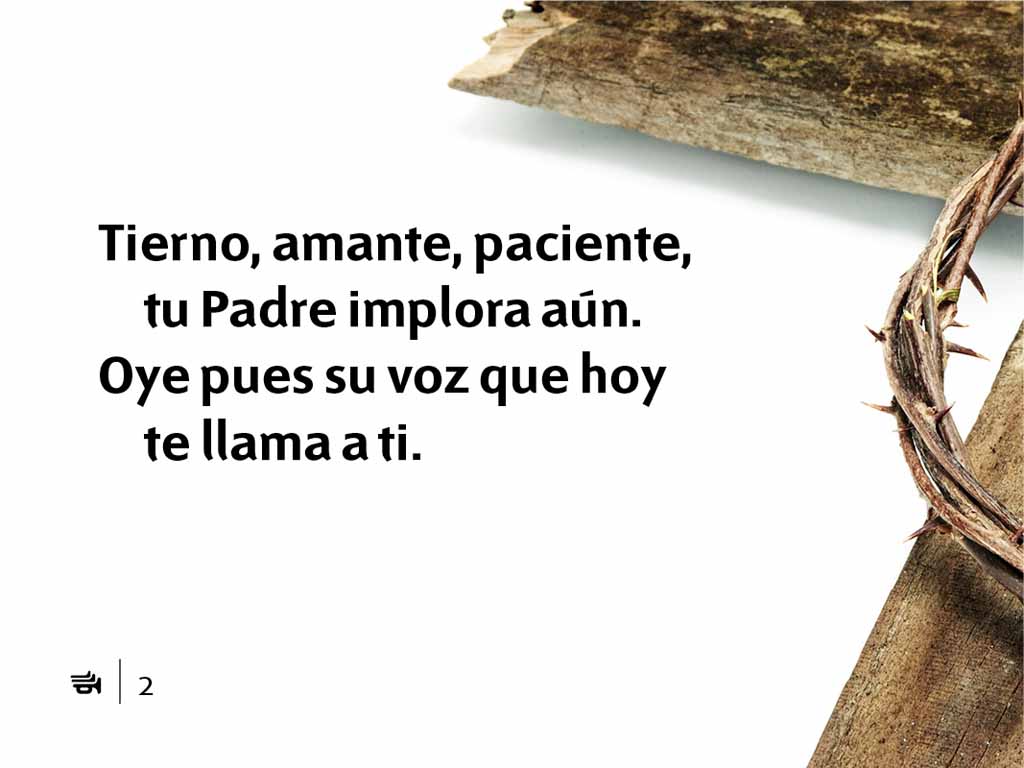 Tierno, amante, paciente,
tu Padre implora aún.
Oye pues su voz que hoy
te llama a ti.
2